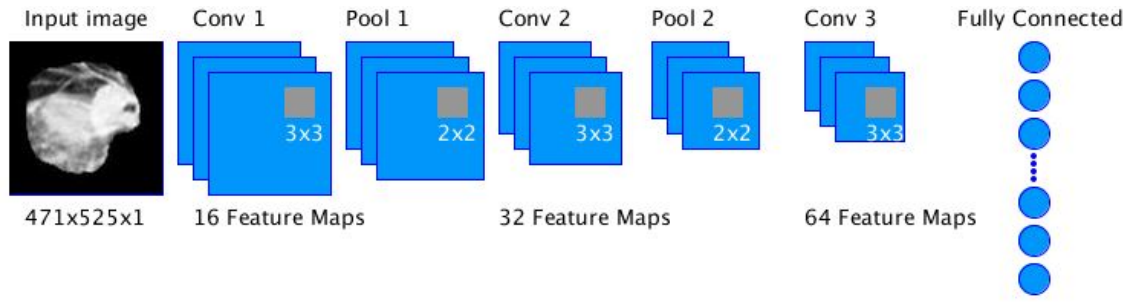 Input image Conv 1 Pool 1 Conv 2 Pool 2 Conv 3 Fully Connected
3x3 2x2 3x3 2x2 3x3
471x525x1 16 Feature Maps 32 Feature Maps 64 Feature Maps